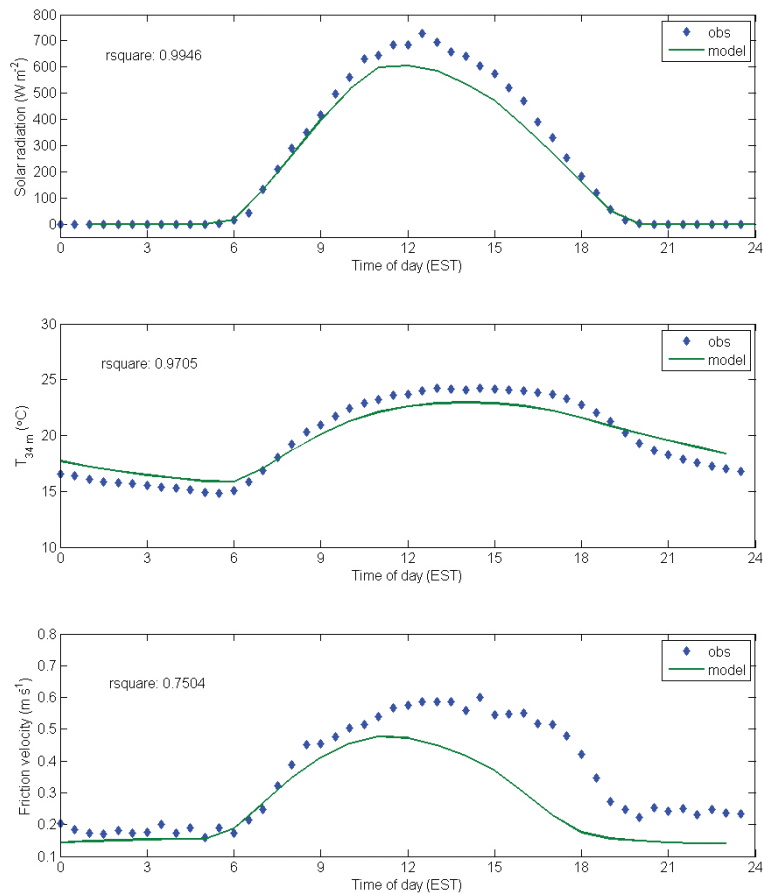 800
700
600
500
400
300
200
100
0
Solar radiation (W m⁻²)
rsquare: 0.9946
obs
model
0 3 6 9 12 15 18 21 24
Time of day (EST)
30
25
20
15
10
T34 m (°C)
rsquare: 0.9705
obs
model
0 3 6 9 12 15 18 21 24
Time of day (EST)
0.8
0.7
0.6
0.5
0.4
0.3
0.2
0.1
Friction velocity (m s⁻¹)
rsquare: 0.7504
obs
model
0 3 6 9 12 15 18 21 24
Time of day (EST)